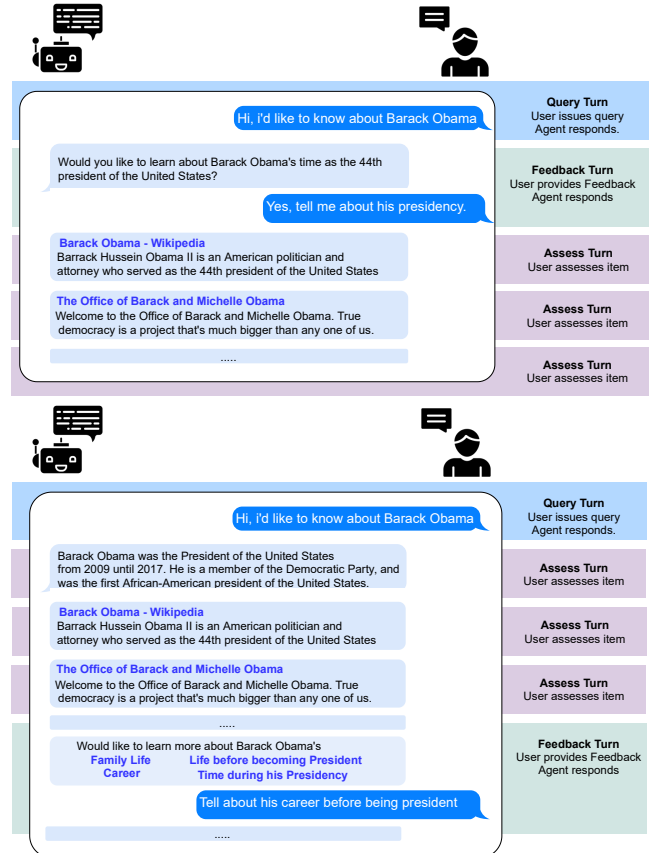 Hi, i'd like to know about Barack Obama
Query Turn
User issues query
Agent responds.
Would you like to learn about Barack Obama's time as the 44th
president of the United States?
Feedback Turn
User provides Feedback
Agent responds
Yes, tell me about his presidency.
Barack Obama - Wikipedia
Barrack Hussein Obama II is an American politician and
attorney who served as the 44th president of the United States
Assess Turn
User assesses item
The Office of Barack and Michelle Obama
Welcome to the Office of Barack and Michelle Obama. True
democracy is a project that's much bigger than any one of us.
Assess Turn
User assesses item
.....
Assess Turn
User assesses item
Hi, i'd like to know about Barack Obama
Query Turn
User issues query
Agent responds.
Barack Obama was the President of the United States
from 2009 until 2017. He is a member of the Democratic Party, and
was the first African-American president of the United States.
Assess Turn
User assesses item
Barack Obama - Wikipedia
Barrack Hussein Obama II is an American politician and
attorney who served as the 44th president of the United States
Assess Turn
User assesses item
The Office of Barack and Michelle Obama
Welcome to the Office of Barack and Michelle Obama. True
democracy is a project that's much bigger than any one of us.
Assess Turn
User assesses item
.....
Would like to learn more about Barack Obama's
Family Life
Life before becoming President
Career
Time during his Presidency
Feedback Turn
User provides Feedback
Agent responds
Tell about his career before being president
.....